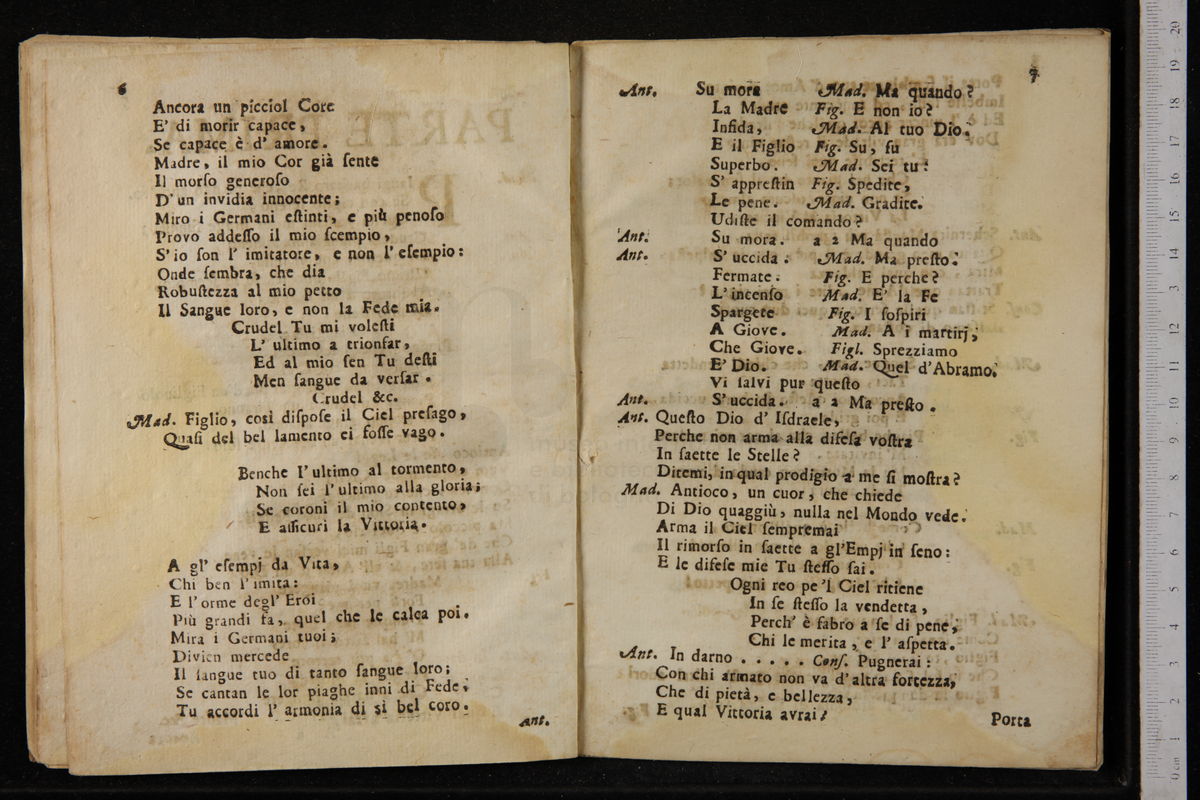 6
Ancora un picciol Core
E' di morir capace,
Se capace è d' amore.
Madre, il mio Cor già ſente
Il morſo generoſo
D' un invidia innocente;
Miro i Germani eſtinti, e più penoſo
Provo addeſſo il mio ſcempio,
S' io ſon l' imitatore, e non l' eſempio:
Onde ſembra, che dia
Robuſtezza al mio petto
Il Sangue loro, e non la Fede mia.
Crudel Tu mi voleſti
L' ultimo a trionfar,
Ed al mio ſen Tu deſti
Men ſangue da verſar.
Crudel &c.
Mad. Figlio, così diſpoſe il Ciel preſago,
Quaſi del bel lamento ei foſſe vago.
Benche l' ultimo al tormento,
Non ſei l' ultimo alla gloria;
Se coroni il mio contento,
E aſſicuri la Vittoria.
A gl' eſempj da Vita,
Chi ben l' imita:
E l' orme degl' Eroi
Più grandi fa, quel che le calca poi.
Mira i Germani tuoi;
Divien mercede
Il ſangue tuo di tanto ſangue loro;
Se cantan le lor piaghe inni di Fede,
Tu accordi l' armonia di sì bel coro.
Ant.
7
Ant. Su mora Mad. Ma quando?
La Madre Fig. E non io?
Infida, Mad. Al tuo Dio.
E il Figlio Fig. Su, ſu
Superbo. Mad. Sei tu:
S' appreſtin Fig. Spedite,
Le pene. Mad. Gradite.
Udiſte il comando?
Ant. Su mora. a 2 Ma quando
Ant. S' uccida. Mad. Ma preſto.
Fermate. Fig. E perche?
L' incenſo Mad. E' la Fe
Spargete Fig. I ſoſpiri
A Giove. Mad. A i martirj,
Che Giove. Figl. Sprezziamo
E' Dio. Mad. Quel d' Abramo.
Vi ſalvi pur queſto
Ant. S' uccida. a 2 Ma preſto.
Ant. Queſto Dio d' Iſdraele,
Perche non arma alla difeſa voſtra
In ſaette le Stelle?
Ditemi, in qual prodigio a me ſi moſtra?
Mad. Antioco, un cuor, che chiede
Di Dio quaggiù, nulla nel Mondo vede.
Arma il Ciel ſempremai
Il rimorſo in ſaette a gl' Empj in ſeno:
E le difeſe mie Tu ſteſſo fai.
Ogni reo pe 'l Ciel ritiene
In ſe ſteſſo la vendetta,
Perch' è fabro a ſe di pene,
Chi le merita, e l' aſpetta.
Ant. In darno . . . . . Conſ. Pugnerai:
Con chi armato non va d' altra fortezza,
Che di pietà, e bellezza,
E qual Vittoria avrai?
Porta